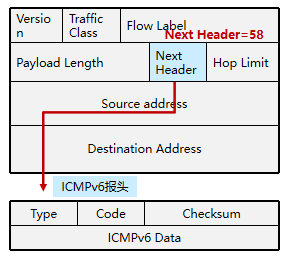 Versio
n
Traffic
Class
Flow Label
Next Header=58
Payload Length
Next
Header
Hop Limit
Source address
Destination Address
ICMPv6报头
Type
Code
Checksum
ICMPv6 Data